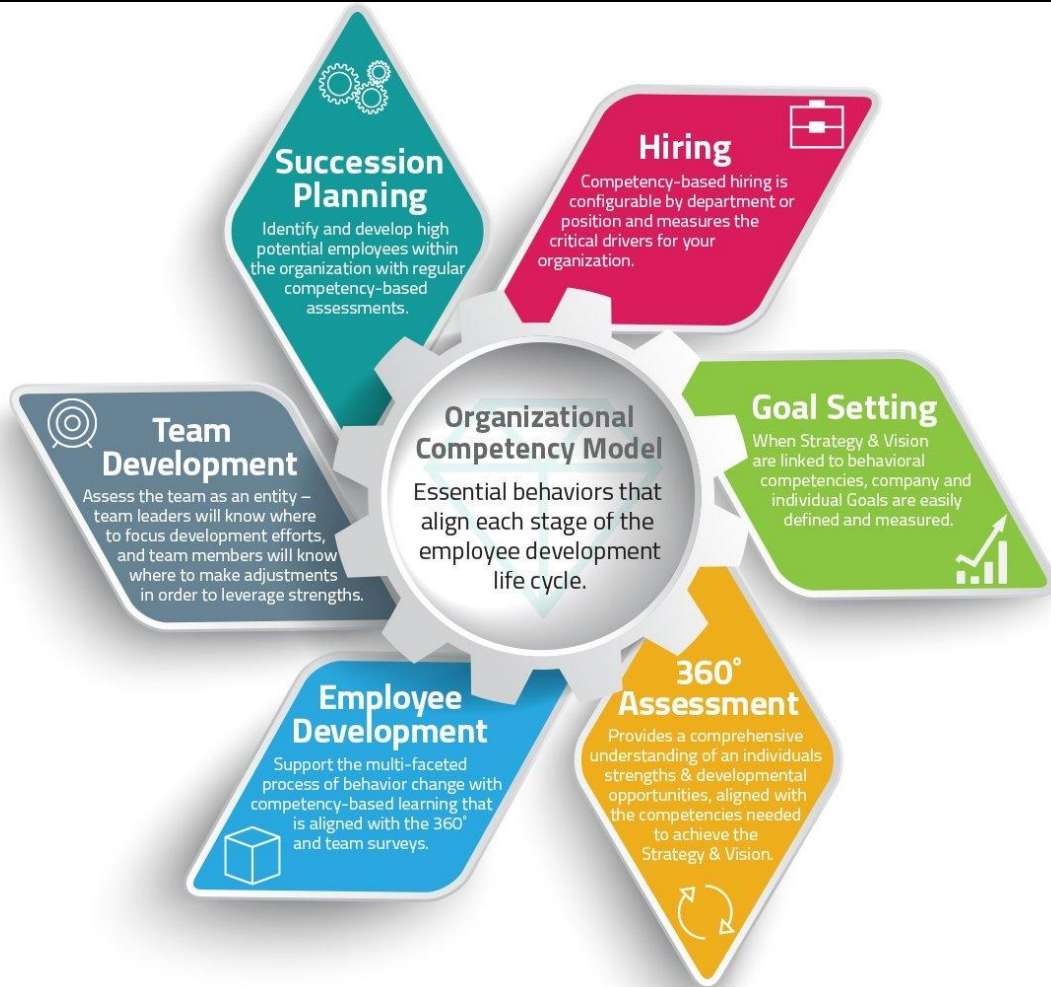 Succession
Planning
Identify and develop high
potential employees within
the organization with regular
competency-based
assessments.
Hiring
Competency-based hiring is
configurable by department or
position and measures the
critical drivers for your
organization.
Goal Setting
When Strategy & Vision
are linked to behavioral
competencies, company and
individual Goals are easily
defined and measured.
360°
Assessment
Provides a comprehensive
understanding of an individuals
strengths & developmental
opportunities, aligned with
the competencies needed
to achieve the
Strategy & Vision.
Employee
Development
Support the multi-faceted
process of behavior change with
competency-based learning that
is aligned with the 360°
and team surveys.
Team
Development
Assess the team as an entity –
team leaders will know where
to focus development efforts,
and team members will know
where to make adjustments
in order to leverage strengths.
Organizational
Competency Model
Essential behaviors that
align each stage of the
employee development
life cycle.